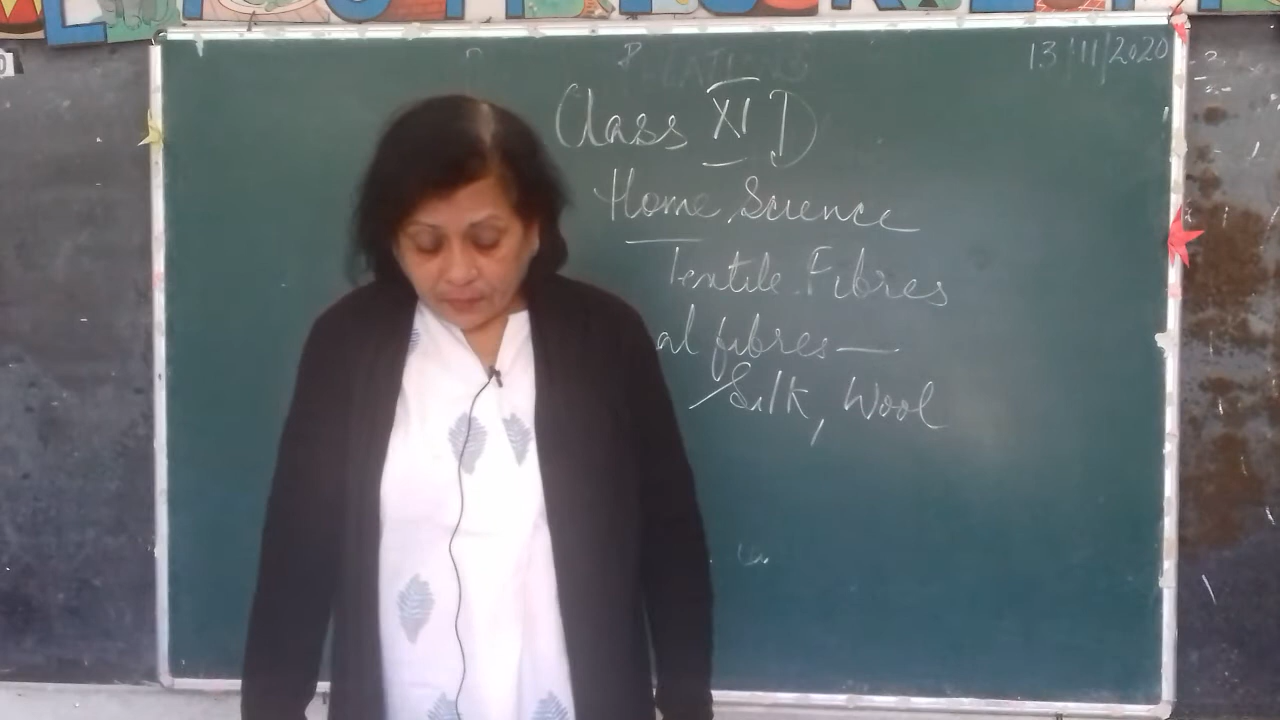 13/11/2020
Class XI D
Home Science
Textile Fibres
al fibres—
Silk, Wool